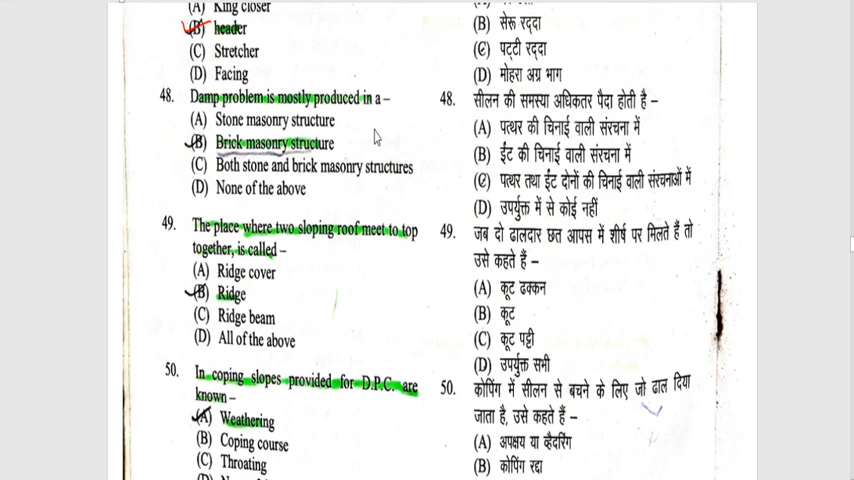 (A) King closer
(B) header
(C) Stretcher
(D) Facing
48. Damp problem is mostly produced in a –
(A) Stone masonry structure
(B) Brick masonry structure
(C) Both stone and brick masonry structures
(D) None of the above
49. The place where two sloping roof meet to top
together, is called –
(A) Ridge cover
(B) Ridge
(C) Ridge beam
(D) All of the above
50. In coping slopes provided for D.P.C. are
known –
(A) Weathering
(B) Coping course
(C) Throating
(B) सेरू रद्दा
(C) पट्टी रद्दा
(D) मोहरा अग्र भाग
48. सीलन की समस्या अधिकतर पैदा होती है –
(A) पत्थर की चिनाई वाली संरचना में
(B) ईंट की चिनाई वाली संरचना में
(C) पत्थर तथा ईंट दोनों की चिनाई वाली संरचनाओं में
(D) उपर्युक्त में से कोई नहीं
49. जब दो ढालदार छत आपस में शीर्ष पर मिलते हैं तो
उसे कहते हैं –
(A) कूट ढक्कन
(B) कूट
(C) कूट पट्टी
(D) उपर्युक्त सभी
50. कोपिंग में सीलन से बचने के लिए जो ढाल दिया
जाता है, उसे कहते हैं –
(A) अपक्षय या व्हैदरिंग
(B) कोपिंग रद्दा